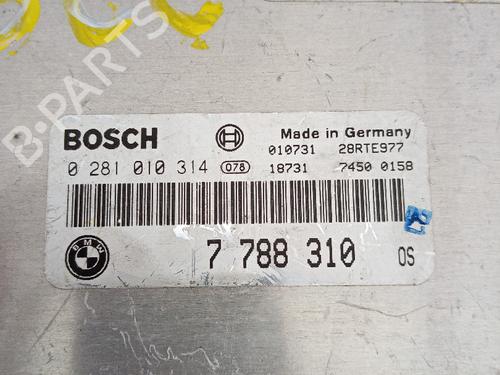 B-PARTS
BOSCH
Made in Germany
010731 28RTE977
0 281 010 314 078 18731 7450 0158
BMW
7 788 310 OS